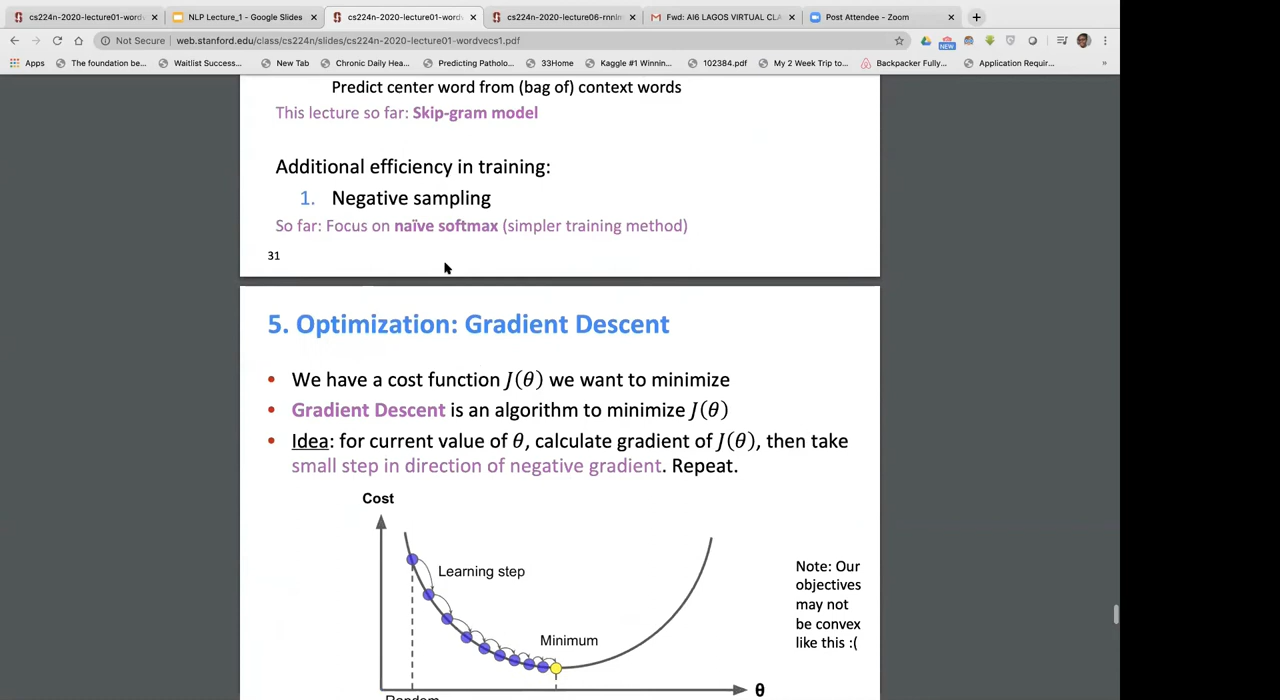 cs224n-2020-lecture01-word
NLP Lecture_1 - Google Slides
cs224n-2020-lecture01-word
cs224n-2020-lecture06-rnnl
Fwd: AI6 LAGOS VIRTUAL CLA
Post Attendee - Zoom
Not Secure
web.stanford.edu/class/cs224n/slides/cs224n-2020-lecture01-wordvecs1.pdf
NEW
Apps
The foundation be...
Waitlist Success...
New Tab
Chronic Daily Hea...
Predicting Patholo...
33Home
Kaggle #1 Winnin...
102384.pdf
My 2 Week Trip to...
Backpacker Fully...
Application Requir...
»
Predict center word from (bag of) context words
This lecture so far: Skip-gram model
Additional efficiency in training:
1. Negative sampling
So far: Focus on naïve softmax (simpler training method)
31
5. Optimization: Gradient Descent
• We have a cost function J(θ) we want to minimize
• Gradient Descent is an algorithm to minimize J(θ)
• Idea: for current value of θ, calculate gradient of J(θ), then take
small step in direction of negative gradient. Repeat.
Cost
Learning step
Minimum
Note: Our
objectives
may not
be convex
like this :(
θ
Random